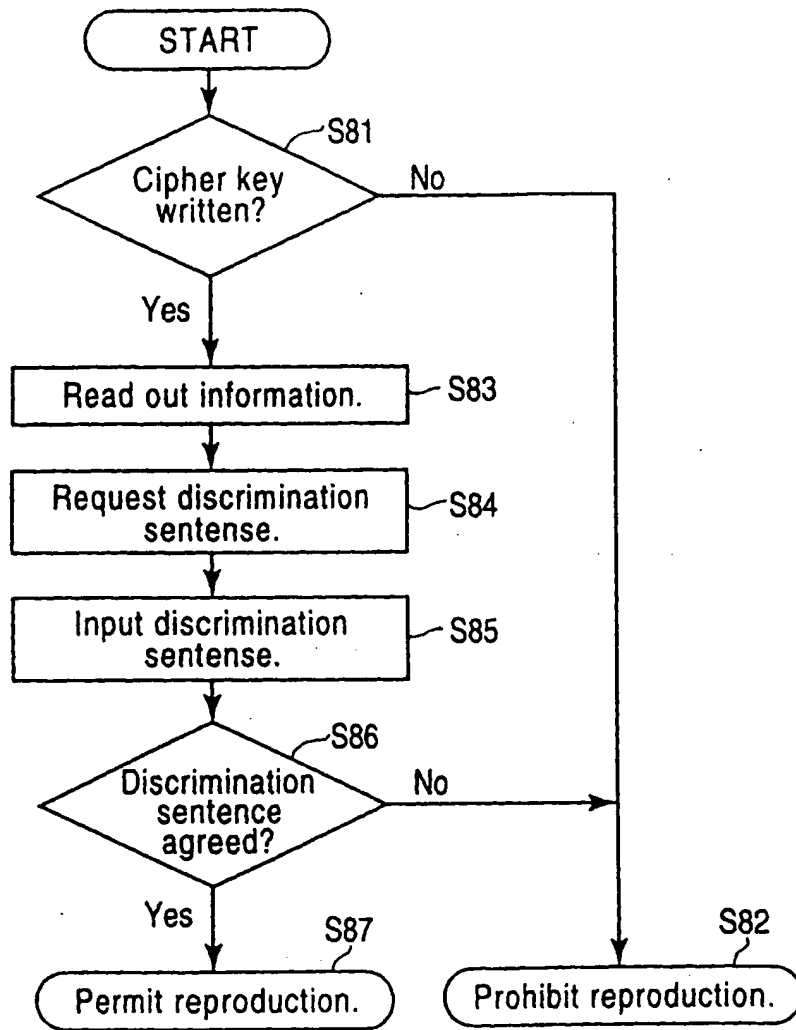 START
S81
Cipher key
written?
No
Yes
Read out information.
S83
Request discrimination
sentense.
S84
Input discrimination
sentense.
S85
S86
Discrimination
sentence
agreed?
No
Yes
S87
Permit reproduction.
S82
Prohibit reproduction.